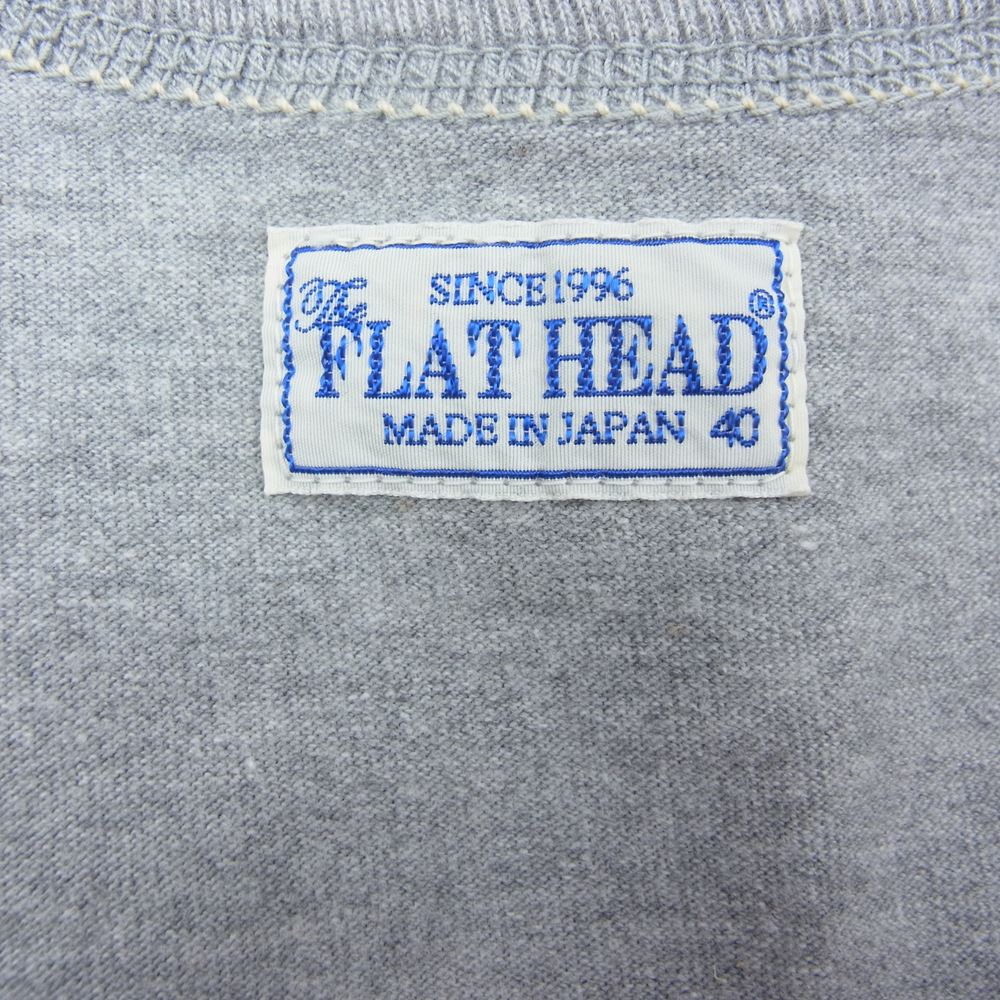 SINCE 1996
The FLAT HEAD®
MADE IN JAPAN 40